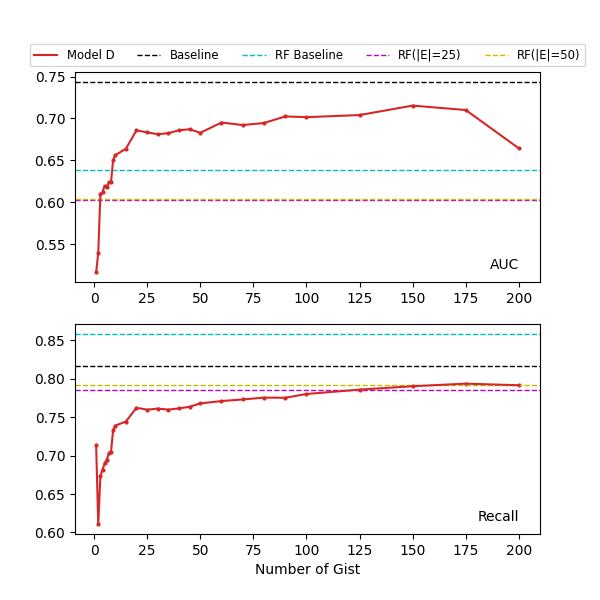 Model D Baseline RF Baseline RF(|E|=25) RF(|E|=50)
0.75
0.70
0.65
0.60
0.55
AUC
0 25 50 75 100 125 150 175 200
0.85
0.80
0.75
0.70
0.65
0.60
Recall
0 25 50 75 100 125 150 175 200
Number of Gist